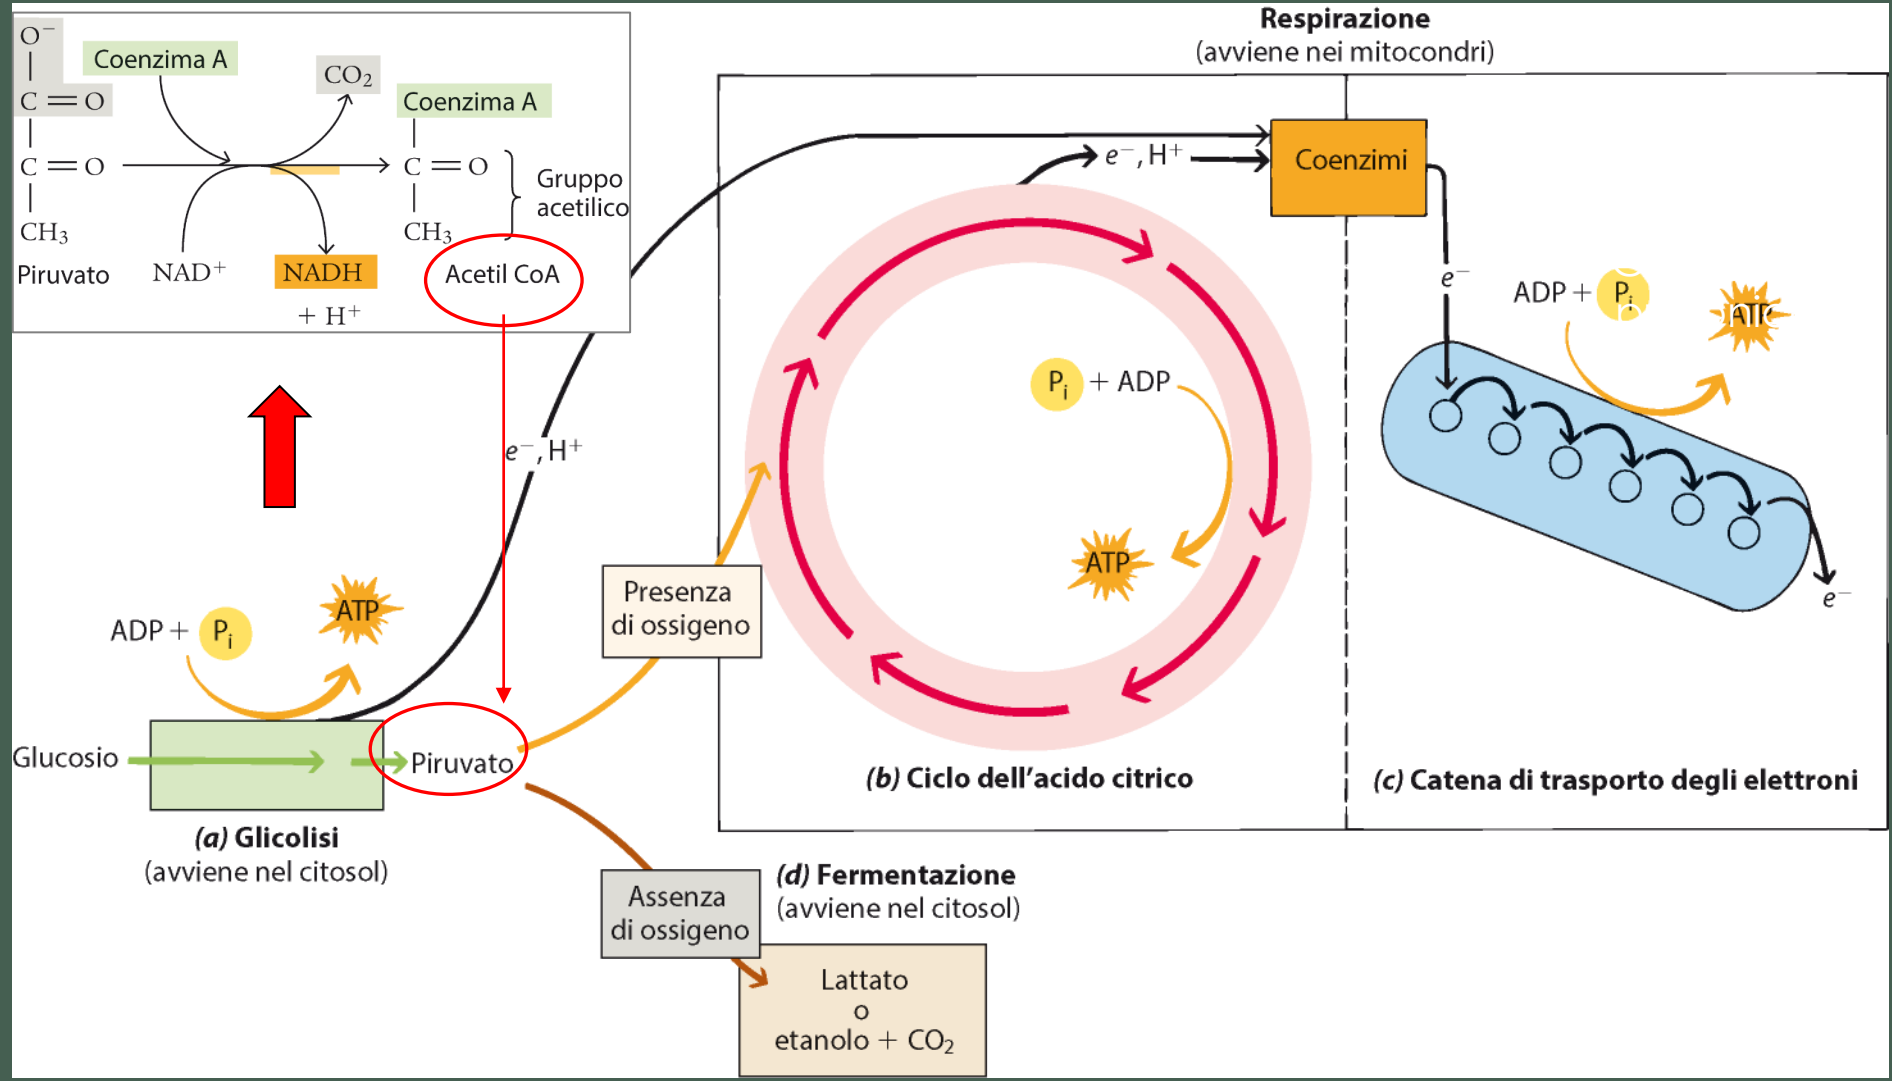 Respirazione
(avviene nei mitocondri)
O⁻
Coenzima A
CO₂
C = O
Coenzima A
C = O
C = O
Gruppo
acetilico
CH₃
CH₃
Piruvato
NAD⁺
NADH
+ H⁺
Acetil CoA
e⁻, H⁺
Coenzimi
e⁻
ADP + Pᵢ
ATP
Pᵢ + ADP
ATP
e⁻, H⁺
e⁻
Presenza
di ossigeno
ADP + Pᵢ
ATP
Glucosio
Piruvato
(a) Glicolisi
(avviene nel citosol)
(b) Ciclo dell’acido citrico
(c) Catena di trasporto degli elettroni
(d) Fermentazione
(avviene nel citosol)
Assenza
di ossigeno
Lattato
o
etanolo + CO₂